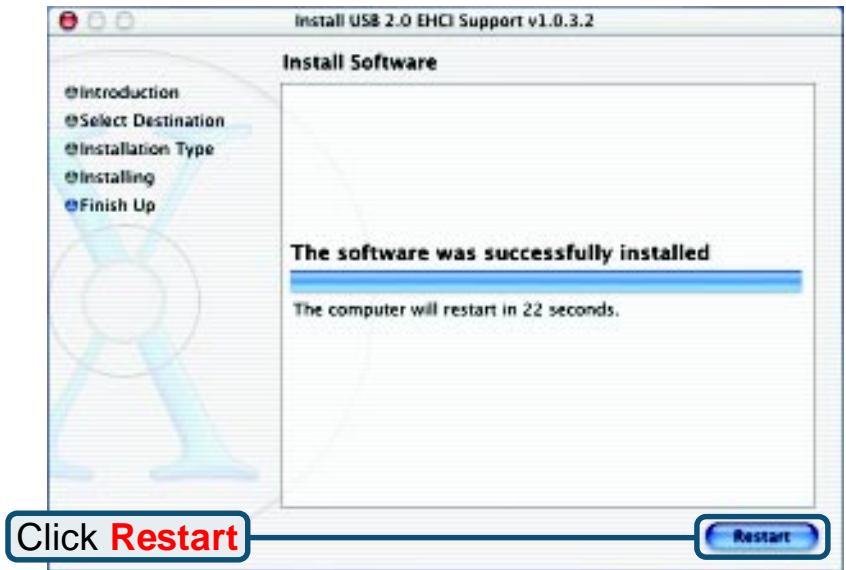 Install USB 2.0 EHCI Support v1.0.3.2
Install Software
Introduction
Select Destination
Installation Type
Installing
Finish Up
The software was successfully installed
The computer will restart in 22 seconds.
Click Restart
Restart